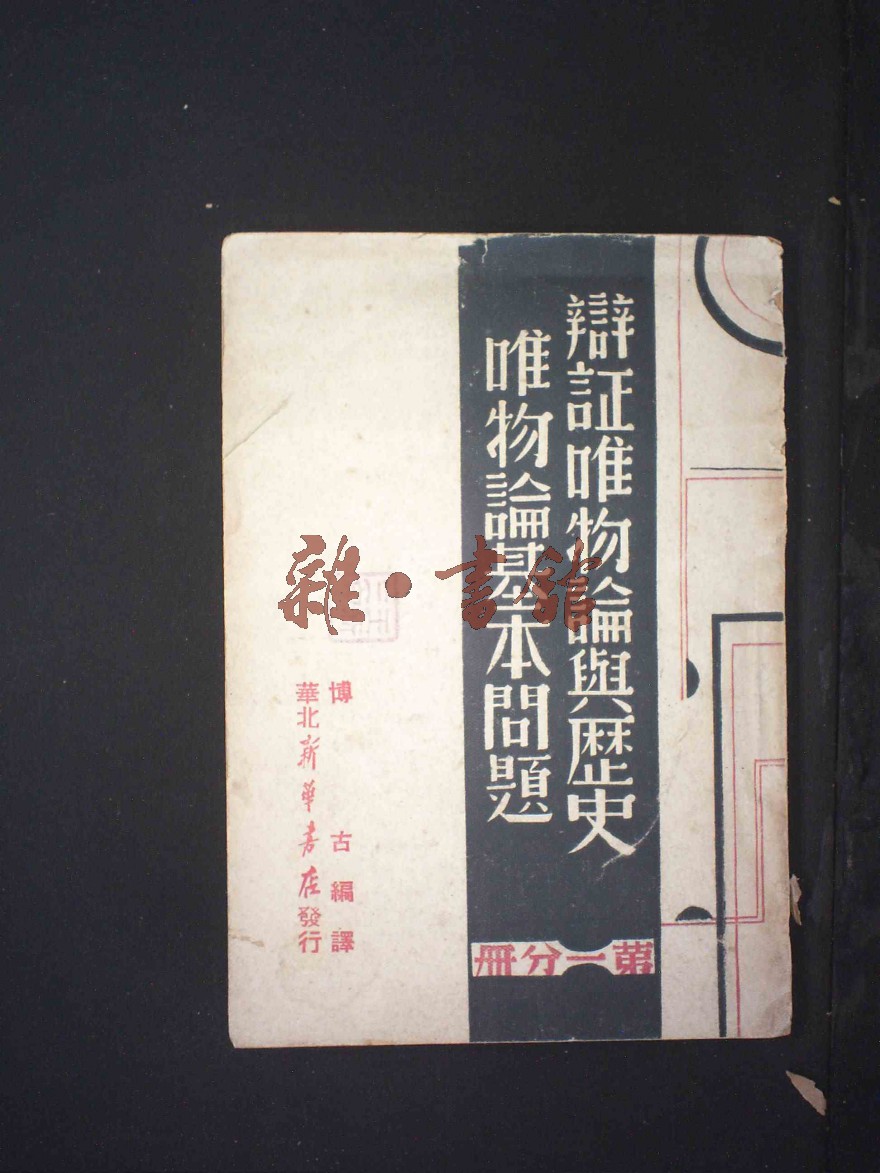 辯証唯物論與歷史
唯物論基本問題
第一分冊
博古編譯
華北新華書店發行
雜·書舘